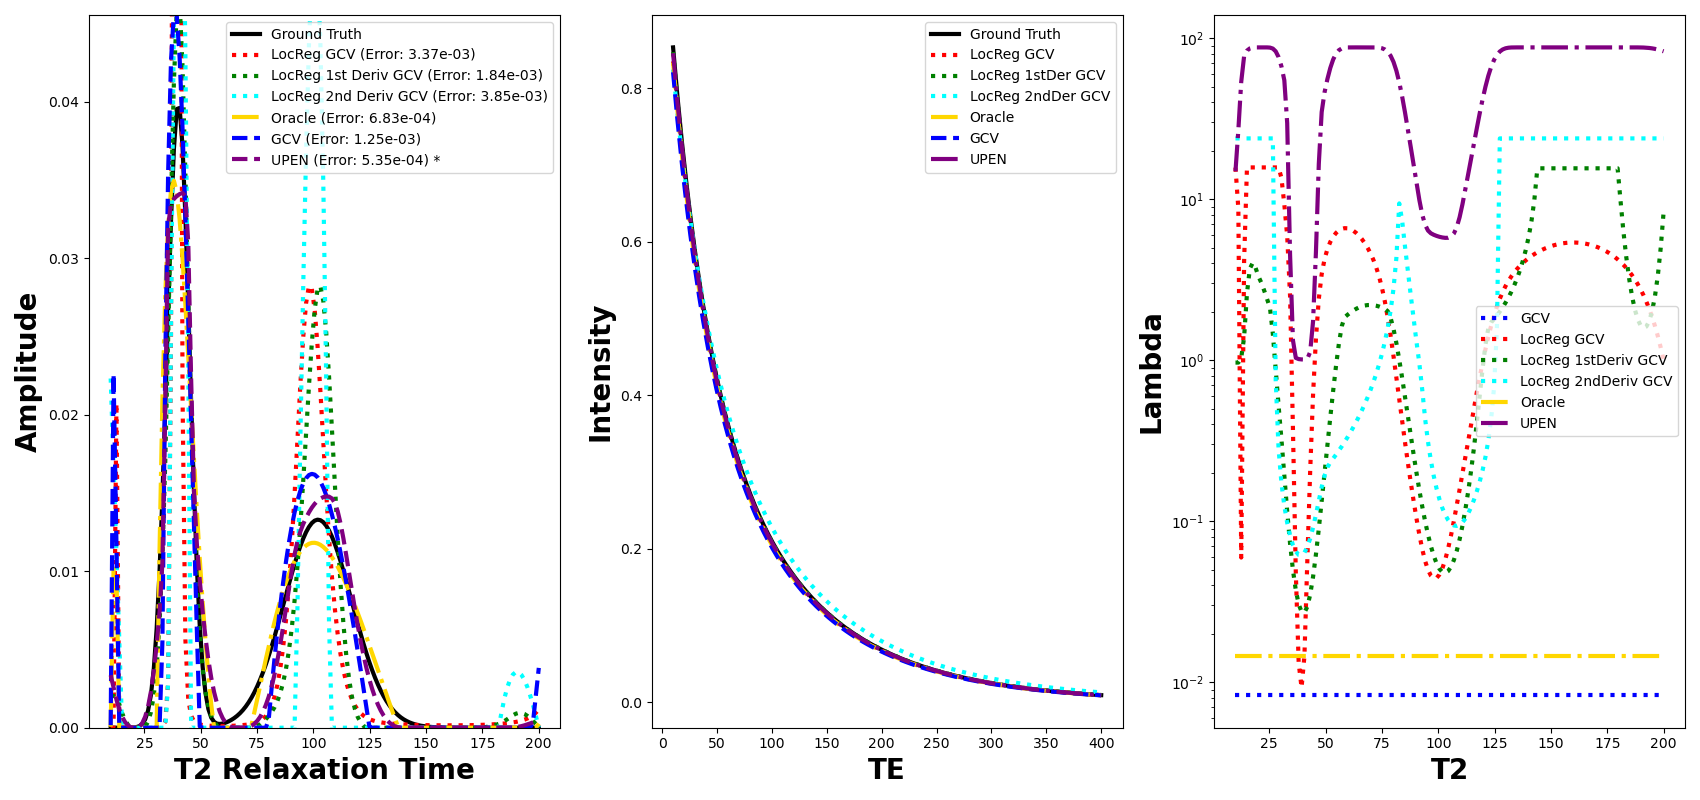 Amplitude
0.04
0.03
0.02
0.01
0.00
25 50 75 100 125 150 175 200
T2 Relaxation Time
Ground Truth
LocReg GCV (Error: 3.37e-03)
LocReg 1st Deriv GCV (Error: 1.84e-03)
LocReg 2nd Deriv GCV (Error: 3.85e-03)
Oracle (Error: 6.83e-04)
GCV (Error: 1.25e-03)
UPEN (Error: 5.35e-04) *
Intensity
0.8
0.6
0.4
0.2
0.0
0 50 100 150 200 250 300 350 400
TE
Ground Truth
LocReg GCV
LocReg 1stDer GCV
LocReg 2ndDer GCV
Oracle
GCV
UPEN
Lambda
10²
10¹
10⁰
10⁻¹
10⁻²
25 50 75 100 125 150 175 200
T2
GCV
LocReg GCV
LocReg 1stDeriv GCV
LocReg 2ndDeriv GCV
Oracle
UPEN